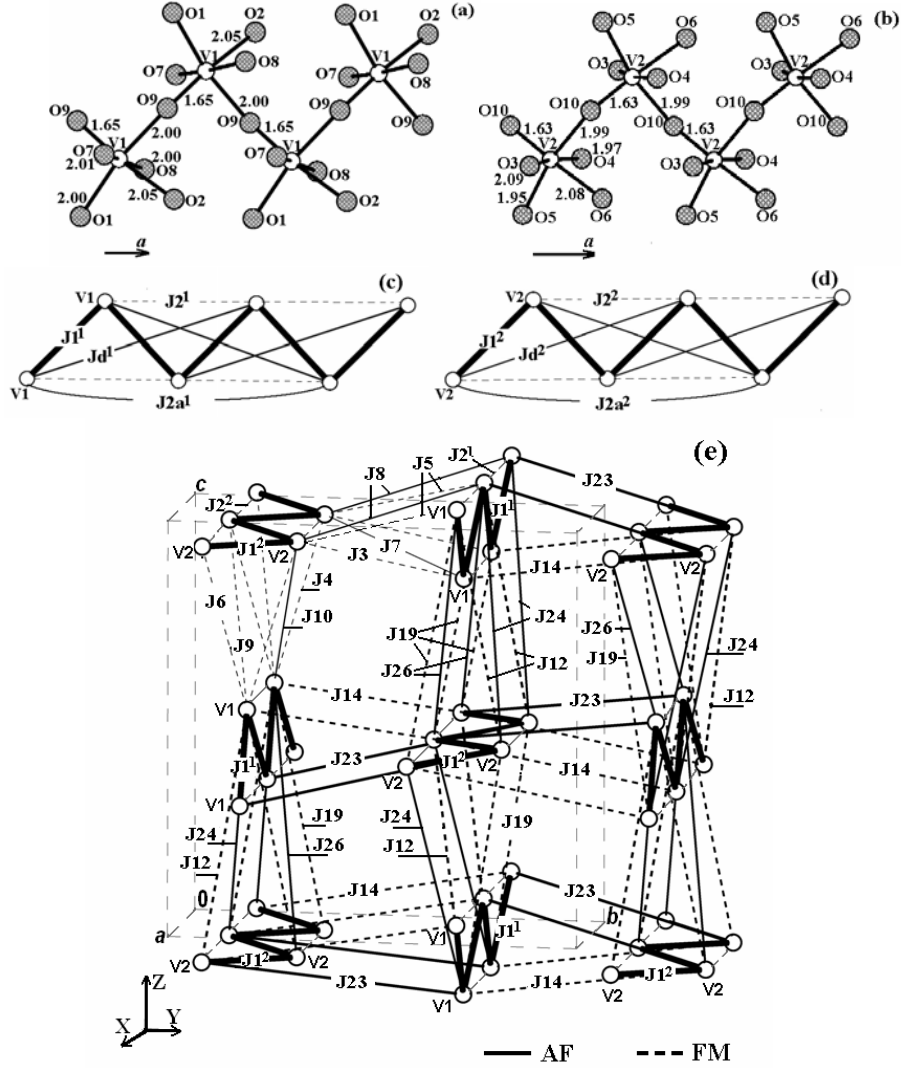 (a)
O1 O2 O1 O2
2.05
V1 V1
O7 O8 O7 O8
O9 1.65 2.00 O9
O9 O9 O9
1.65 2.00 1.65
O7 V1 2.00 O7 V1
2.01 O8 O8
2.00 2.05 O2 O2
O1 O1
a
(b)
O5 O6 O5 O6
O3 V2 O4 O3 V2 O4
O10 1.63 1.99 O10
O10 O10 O10
1.63 1.99 1.63
V2 1.97 V2
O3 O4 O3 O4
2.09
1.95 2.08
O5 O6 O5 O6
a
(c)
V1 J2¹
J1¹ Jd¹
V1
J2a¹
(d)
V2 J2²
J1² Jd²
V2
J2a²
(e)
J2¹
J8 J5 J23
c
J2² V1 J1¹
V2 J1² V2 J3 J7 J14 V2 V2
V1
J4
J6 J10 J24 J26 J24
J19 J19
J9 J26 J12 J12
J14 J23
V1
J1¹ J23 J1² V2 J14
V1 V2
J24 J19 J24 J19
J12 J26 J12
0 J14 J23
a V1 J1¹ b
V2 J1² V2 J23 J14 V2 J1² V2
V1
Z
X Y
AF FM